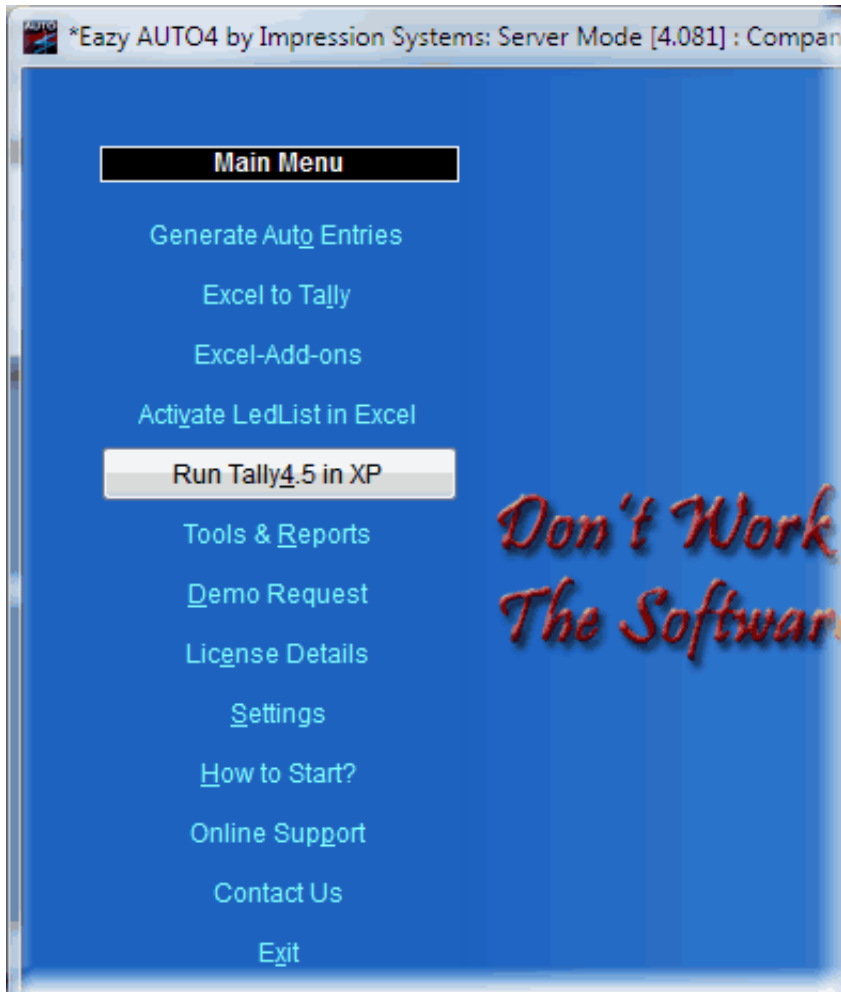 AUTO
*Eazy AUTO4 by Impression Systems: Server Mode [4.081] : Compan
Main Menu
Generate Auto Entries
Excel to Tally
Excel-Add-ons
Activate LedList in Excel
Run Tally4.5 in XP
Tools & Reports
Demo Request
License Details
Settings
How to Start?
Online Support
Contact Us
Exit
Don't Work
The Software